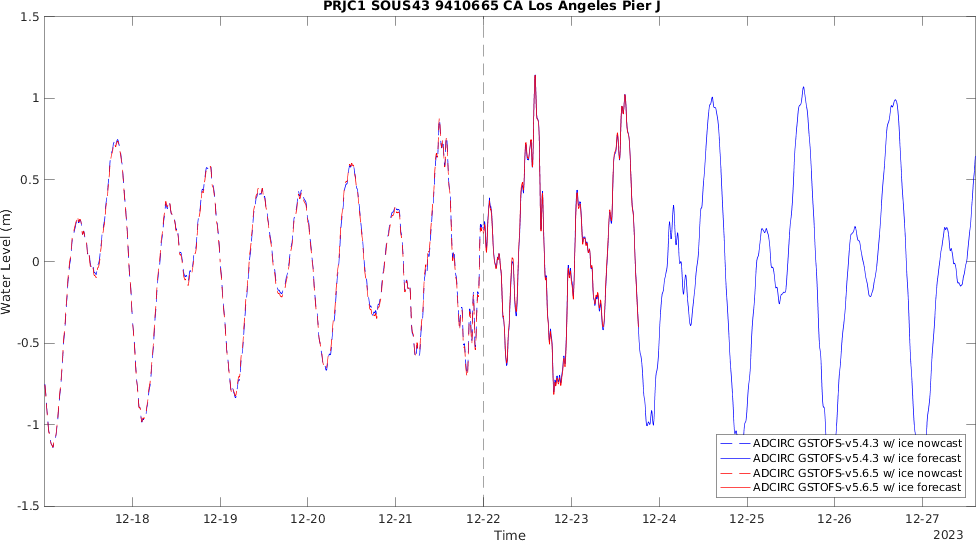 PRJC1 SOUS43 9410665 CA Los Angeles Pier J
1.5
1
0.5
0
-0.5
-1
-1.5
Water Level (m)
12-18 12-19 12-20 12-21 12-22 12-23 12-24 12-25 12-26 12-27
Time
2023
ADCIRC GSTOFS-v5.4.3 w/ ice nowcast
ADCIRC GSTOFS-v5.4.3 w/ ice forecast
ADCIRC GSTOFS-v5.6.5 w/ ice nowcast
ADCIRC GSTOFS-v5.6.5 w/ ice forecast